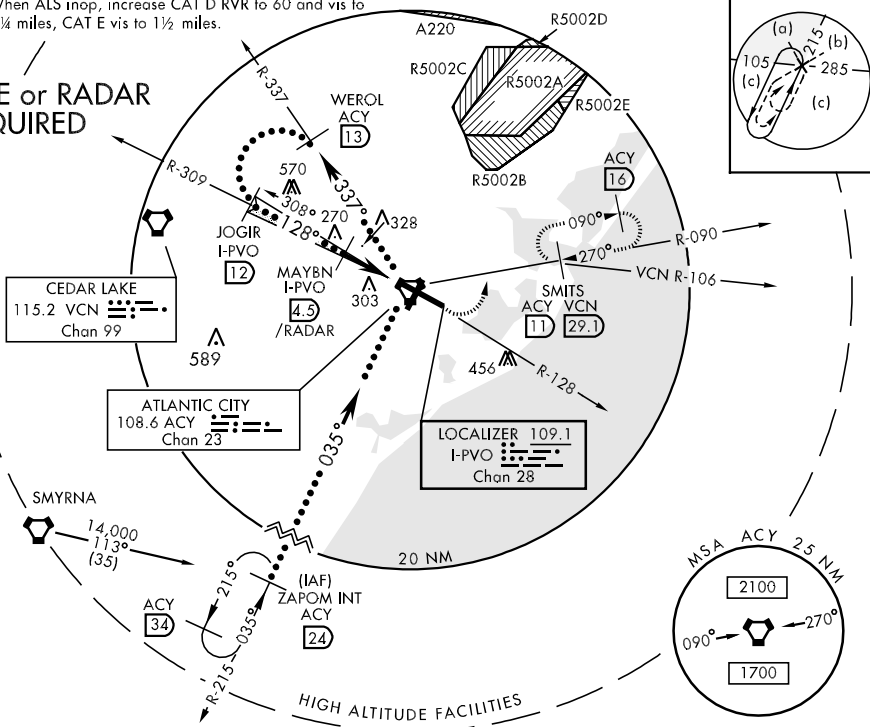 When ALS inop, increase CAT D RVR to 60 and vis to
¼ miles, CAT E vis to 1½ miles.
E or RADAR
QUIRED
A220
R5002D
R5002C
R5002A
R5002E
R5002B
(a)
215
(b)
105
285
(c)
(c)
R-337
WEROL
ACY
13
R-309
570
337°
308°
270
328
128°
JOGIR
I-PVO
12
MAYBN
I-PVO
4.5
/RADAR
303
ACY
16
090°
270°
R-090
VCN R-106
SMITS
ACY VCN
11 29.1
CEDAR LAKE
115.2 VCN
Chan 99
589
456
R-128
ATLANTIC CITY
108.6 ACY
Chan 23
LOCALIZER 109.1
I-PVO
Chan 28
035°
SMYRNA
14,000
113°
(35)
20 NM
(IAF)
ZAPOM INT
ACY
24
215°
035°
ACY
34
R-215
HIGH ALTITUDE FACILITIES
MSA ACY 25 NM
2100
090°
270°
1700